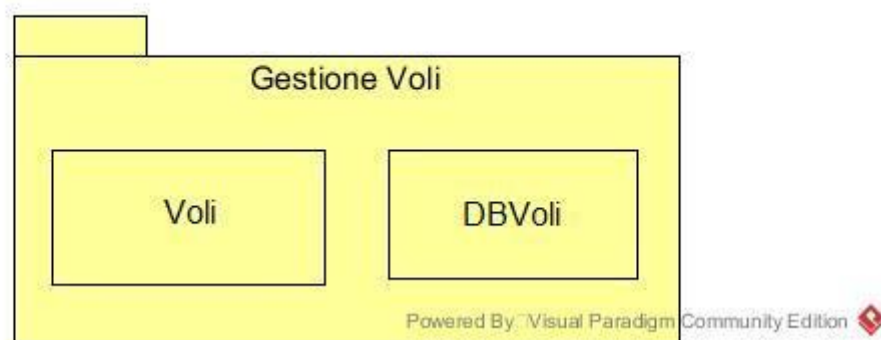 Gestione Voli
Voli
DBVoli
Powered By Visual Paradigm Community Edition